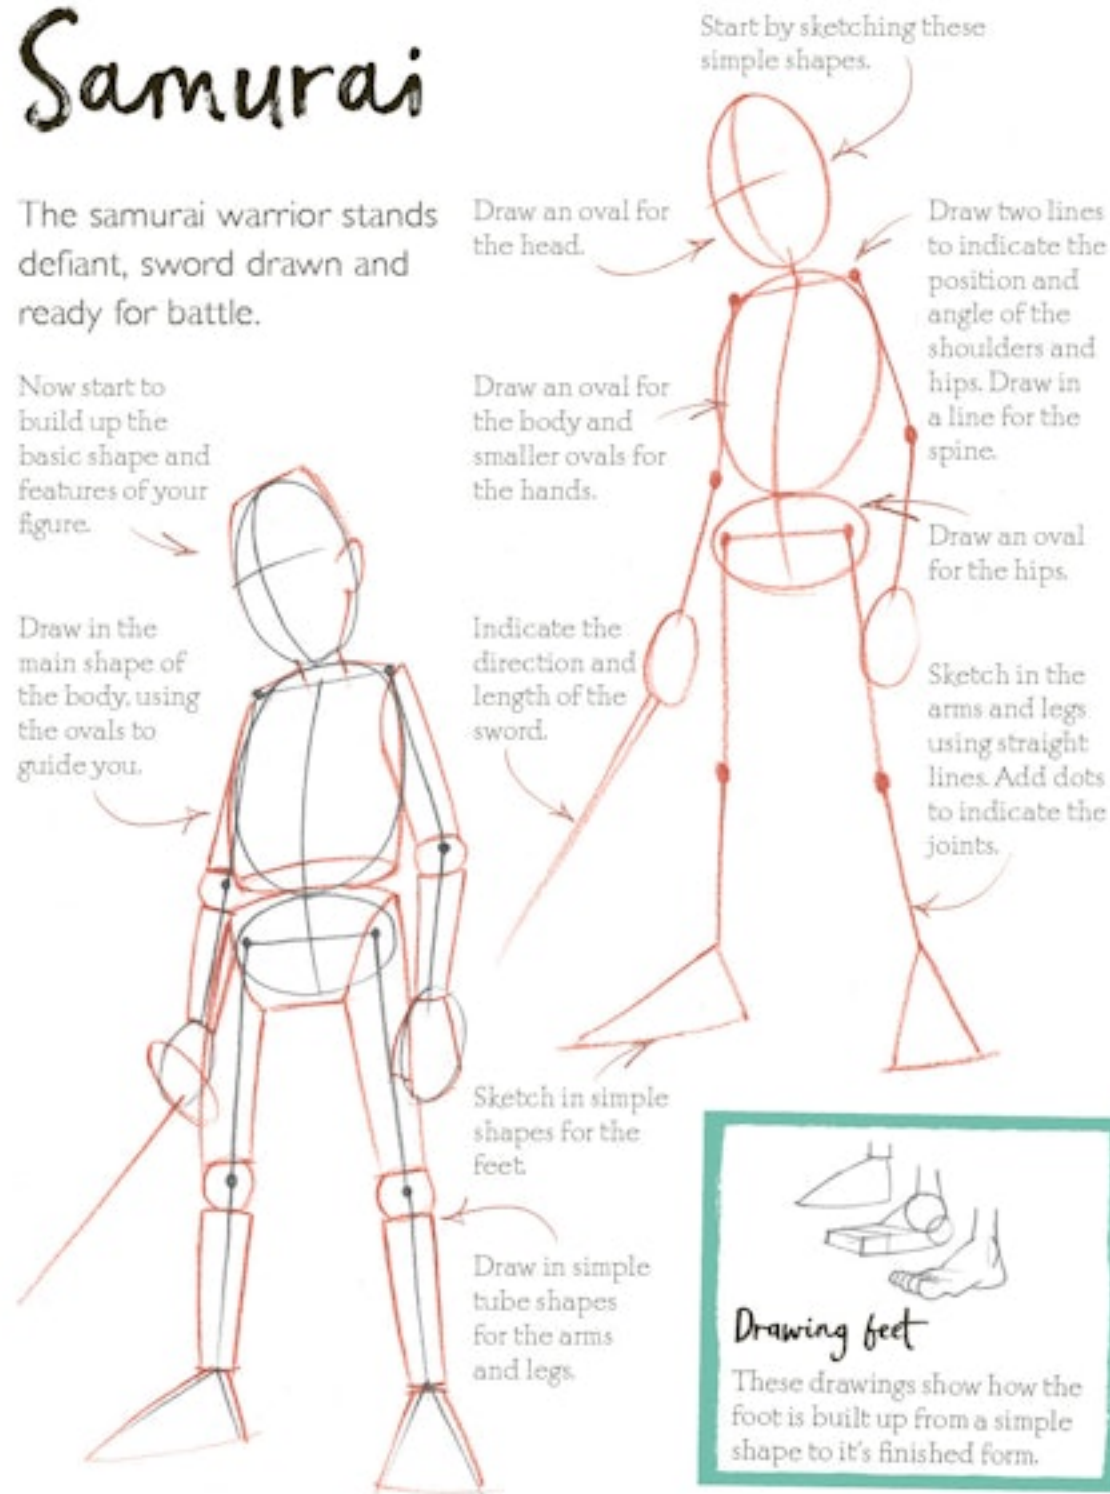 Samurai
The samurai warrior stands
defiant, sword drawn and
ready for battle.
Start by sketching these
simple shapes.
Draw an oval for
the head.
Draw two lines
to indicate the
position and
angle of the
shoulders and
hips. Draw in
a line for the
spine.
Draw an oval for
the body and
smaller ovals for
the hands.
Draw an oval
for the hips.
Indicate the
direction and
length of the
sword.
Sketch in the
arms and legs
using straight
lines. Add dots
to indicate the
joints.
Sketch in simple
shapes for the
feet.
Now start to
build up the
basic shape and
features of your
figure.
Draw in the
main shape of
the body, using
the ovals to
guide you.
Draw in simple
tube shapes
for the arms
and legs.
Drawing feet
These drawings show how the
foot is built up from a simple
shape to it's finished form.